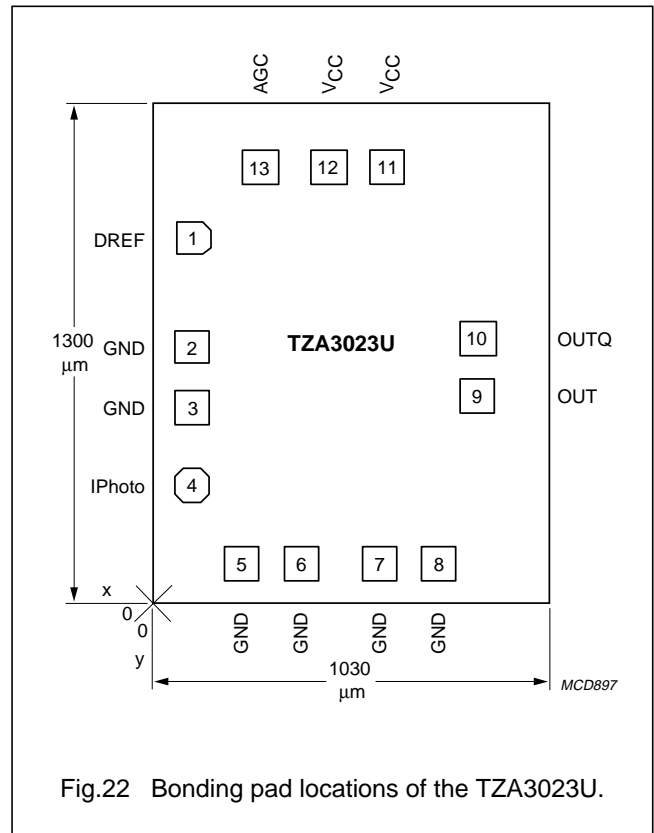 AGC
VCC
VCC
13
12
11
DREF
1
1300
µm
GND
2
TZA3023U
10
OUTQ
GND
3
9
OUT
IPhoto
4
5
6
7
8
x
0
0
y
GND
GND
GND
GND
1030
µm
MCD897
Fig.22 Bonding pad locations of the TZA3023U.